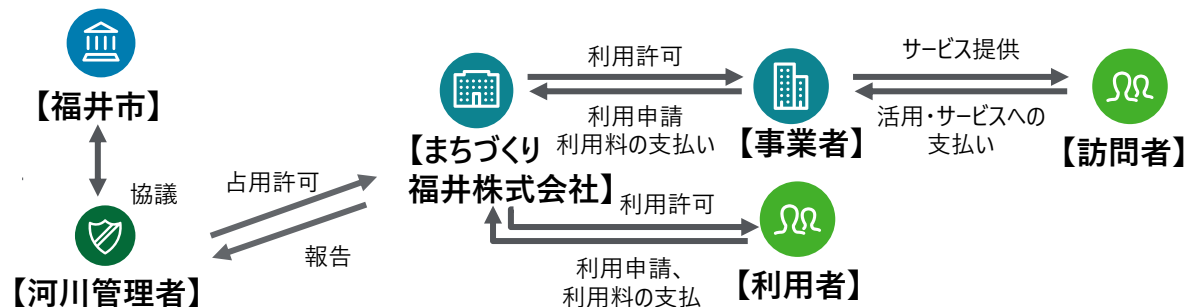 【福井市】
協議
【河川管理者】
占用許可
報告
【まちづくり
福井株式会社】
利用許可
利用申請
利用料の支払い
【事業者】
サービス提供
活用・サービスへの
支払い
【訪問者】
利用許可
利用申請、
利用料の支払
【利用者】